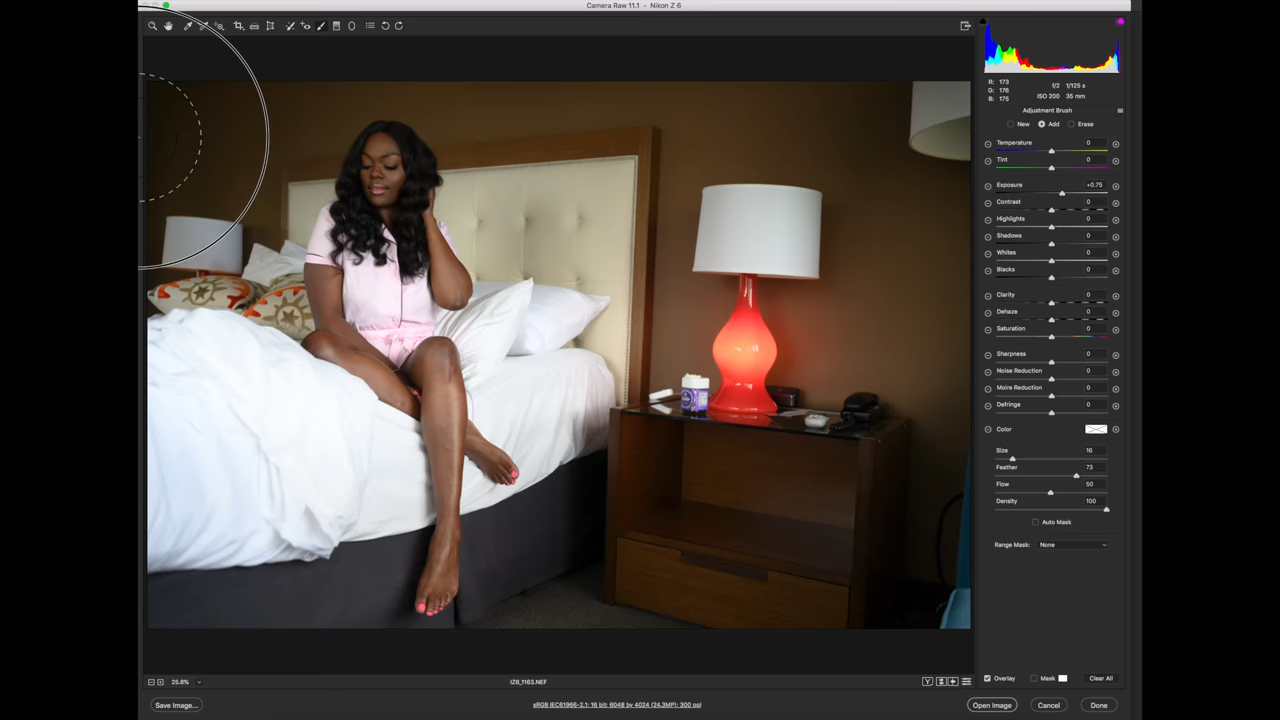 Camera Raw 11.1 - Nikon Z 6
R: 173
G: 176
B: 175
f/2 1/125 s
ISO 200 35 mm
Adjustment Brush
New Add Erase
Temperature 0
Tint 0
Exposure +0.75
Contrast 0
Highlights 0
Shadows 0
Whites 0
Blacks 0
Clarity 0
Dehaze 0
Saturation 0
Sharpness 0
Noise Reduction 0
Moire Reduction 0
Defringe 0
Color
Size 16
Feather 73
Flow 50
Density 100
Auto Mask
Range Mask: None
25.8% IZ6_1163.NEF Y
Overlay Mask Clear All
Save Image... sRGB IEC61966-2.1; 16 bit; 6048 by 4024 (24.3MP); 300 ppi Open Image Cancel Done